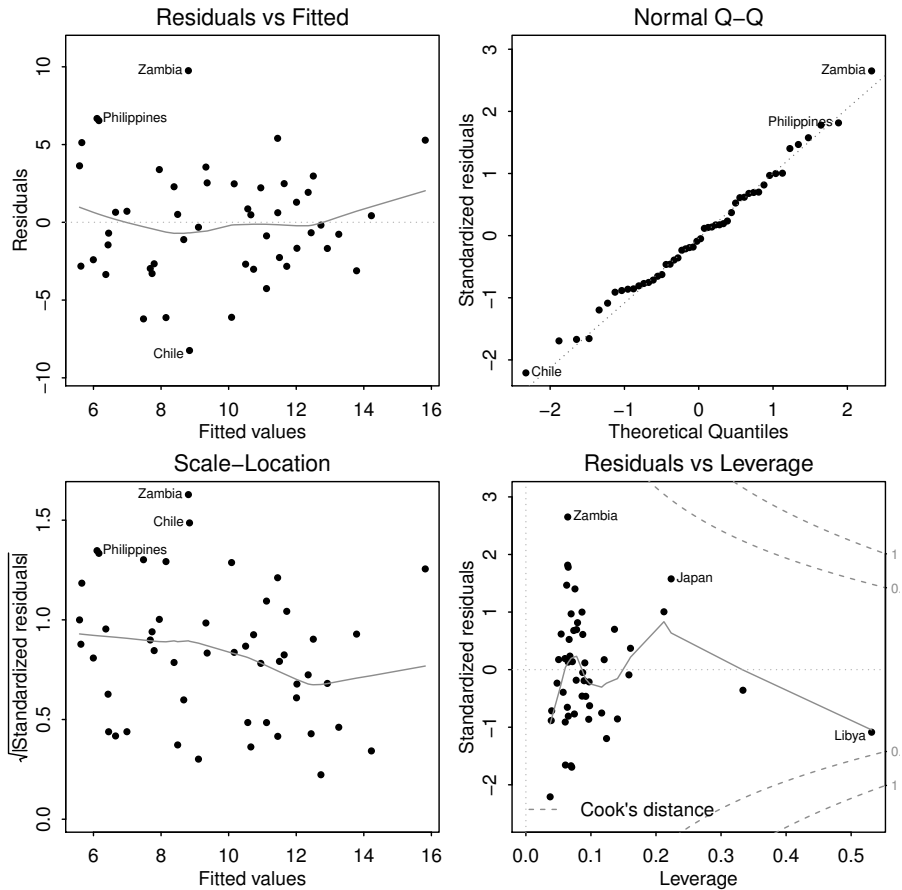 Residuals vs Fitted
10
5
0
−5
−10
Residuals
Zambia
Philippines
Chile
6 8 10 12 14 16
Fitted values
Normal Q−Q
3
2
1
0
−1
−2
Standardized residuals
Zambia
Philippines
Chile
−2 −1 0 1 2
Theoretical Quantiles
Scale−Location
1.5
1.0
0.5
0.0
√|Standardized residuals|
Zambia
Chile
Philippines
6 8 10 12 14 16
Fitted values
Residuals vs Leverage
3
2
1
0
−1
−2
Standardized residuals
Zambia
Japan
Libya
1
0.
0.
1
Cook's distance
0.0 0.1 0.2 0.3 0.4 0.5
Leverage